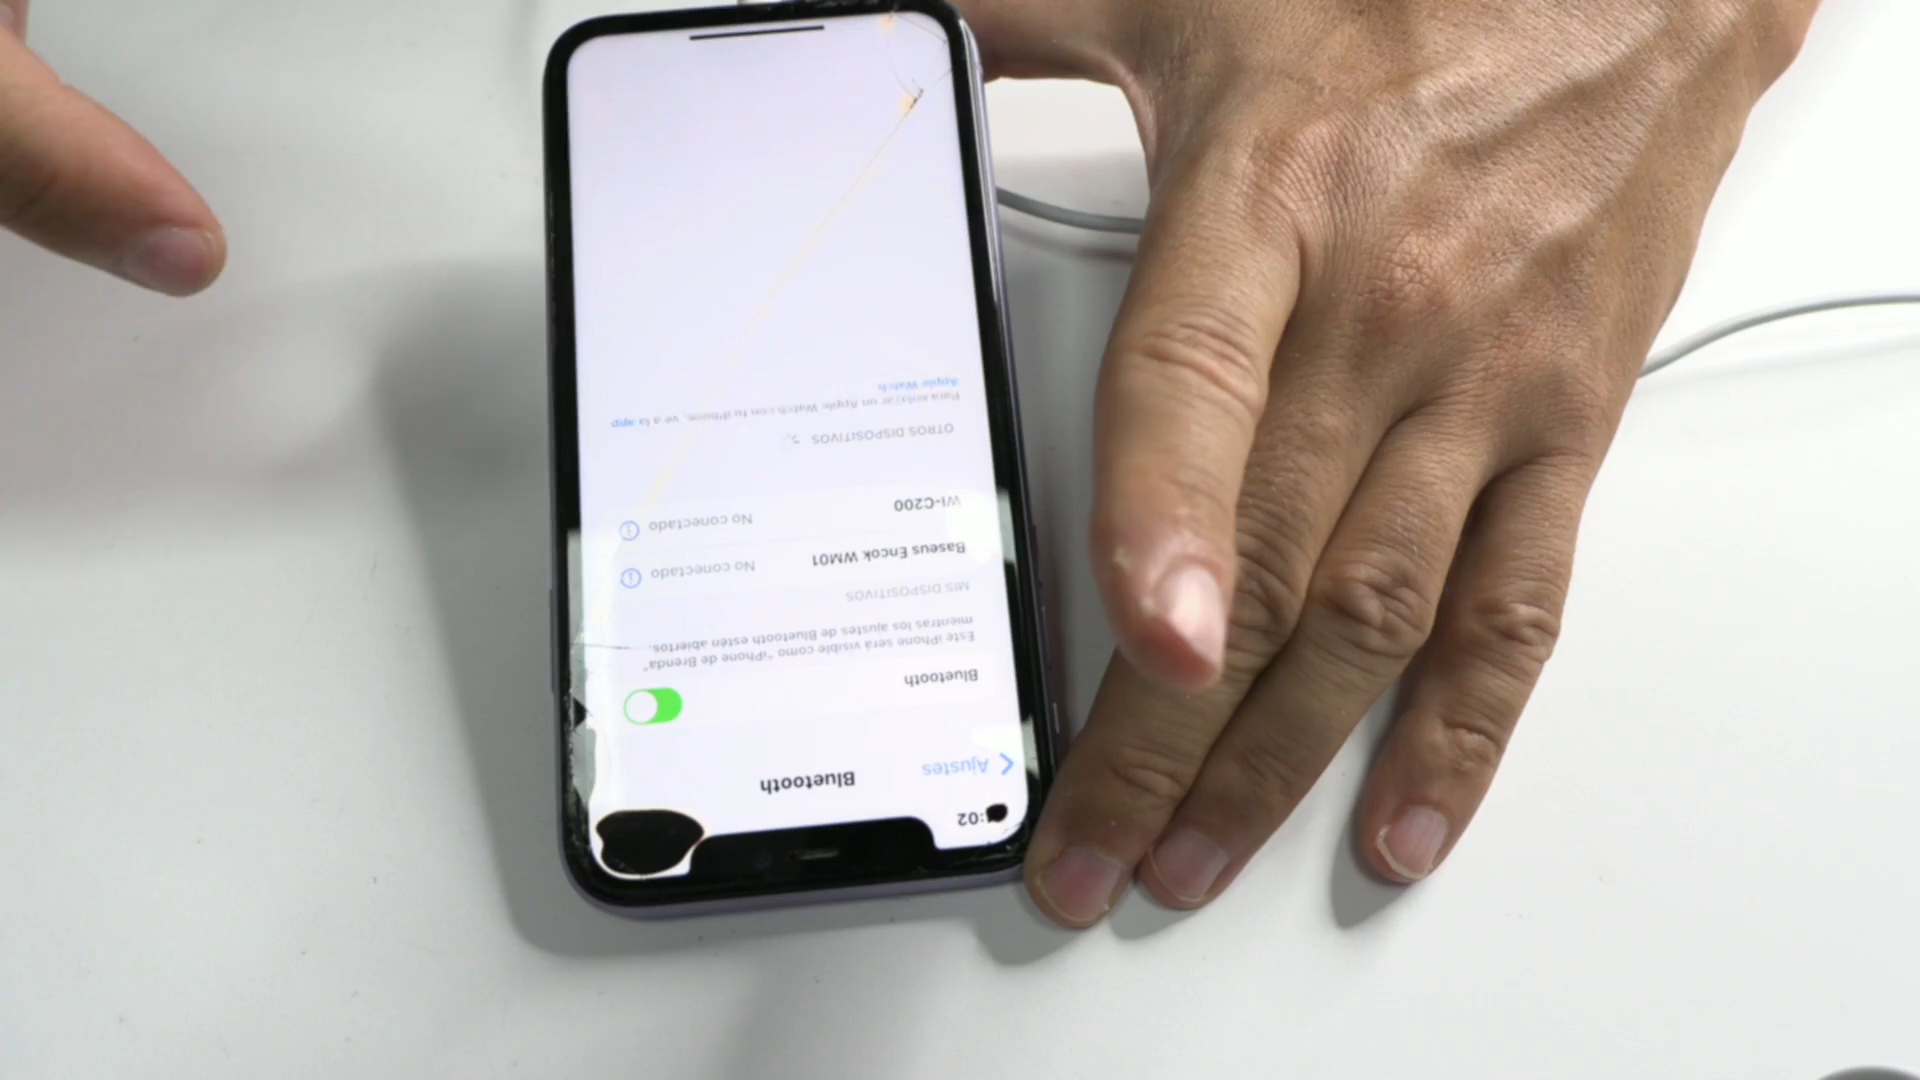 :02
Ajustes
Bluetooth
Bluetooth
Este iPhone será visible como "iPhone de Brenda"
mientras los ajustes de Bluetooth estén abiertos.
MIS DISPOSITIVOS
Baseus Encok WM01 No conectado
WI-C200 No conectado
OTROS DISPOSITIVOS
Para enlazar un Apple Watch con tu iPhone, ve a la app
Apple Watch